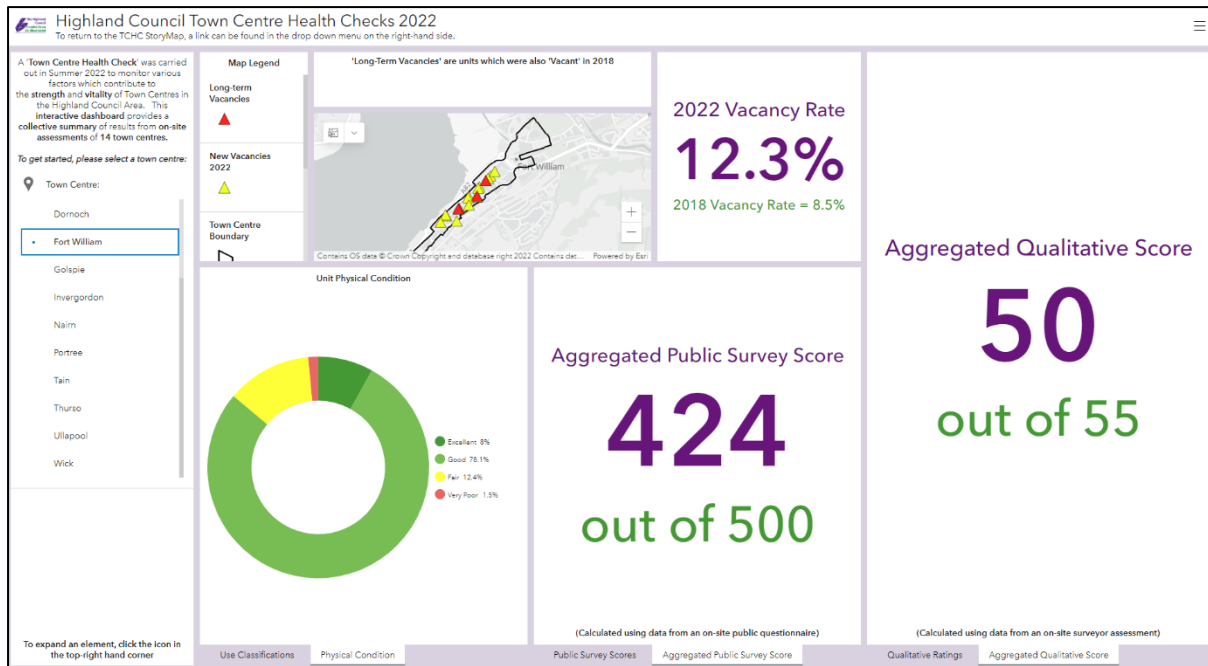 Highland Council Town Centre Health Checks 2022
To return to the TCHC StoryMap, a link can be found in the drop down menu on the right-hand side.
A 'Town Centre Health Check' was carried
out in Summer 2022 to monitor various
factors which contribute to
the strength and vitality of Town Centres in
the Highland Council Area. This
interactive dashboard provides a
collective summary of results from on-site
assessments of 14 town centres.
To get started, please select a town centre:
Town Centre:
Dornoch
Fort William
Golspie
Invergordon
Nairn
Portree
Tain
Thurso
Ullapool
Wick
To expand an element, click the icon in
the top-right hand corner
Map Legend
Long-term
Vacancies
New Vacancies
2022
Town Centre
Boundary
'Long-Term Vacancies' are units which were also 'Vacant' in 2018
Fort William
Contains OS data © Crown Copyright and database right 2022 Contains dat...
Powered by Esri
2022 Vacancy Rate
12.3%
2018 Vacancy Rate = 8.5%
Unit Physical Condition
Excellent 8%
Good 78.1%
Fair 12.4%
Very Poor 1.5%
Use Classifications
Physical Condition
Aggregated Public Survey Score
424
out of 500
(Calculated using data from an on-site public questionnaire)
Public Survey Scores
Aggregated Public Survey Score
Aggregated Qualitative Score
50
out of 55
(Calculated using data from an on-site surveyor assessment)
Qualitative Ratings
Aggregated Qualitative Score